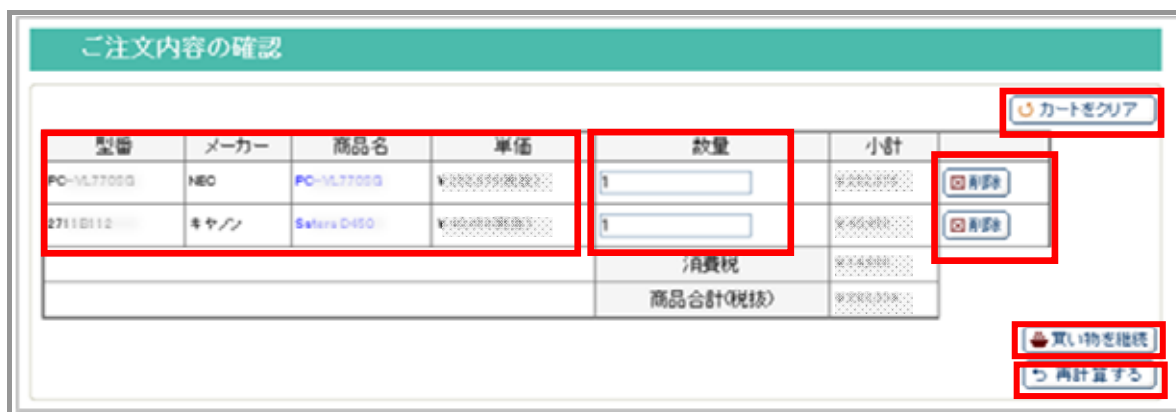 ご注文内容の確認
カートをクリア
型番 メーカー 商品名 単価 数量 小計
NEC 1 削除
キヤノン Satera D450 1 削除
消費税
商品合計(税抜)
買い物を継続
再計算する